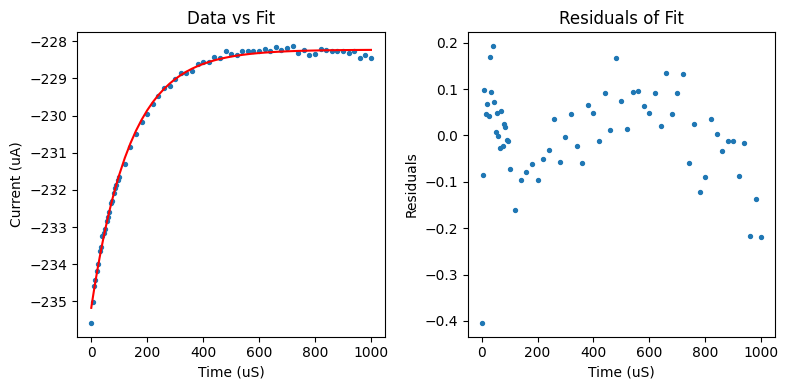 Data vs Fit
Current (uA)
−228
−229
−230
−231
−232
−233
−234
−235
0 200 400 600 800 1000
Time (uS)
Residuals of Fit
Residuals
0.2
0.1
0.0
−0.1
−0.2
−0.3
−0.4
0 200 400 600 800 1000
Time (uS)